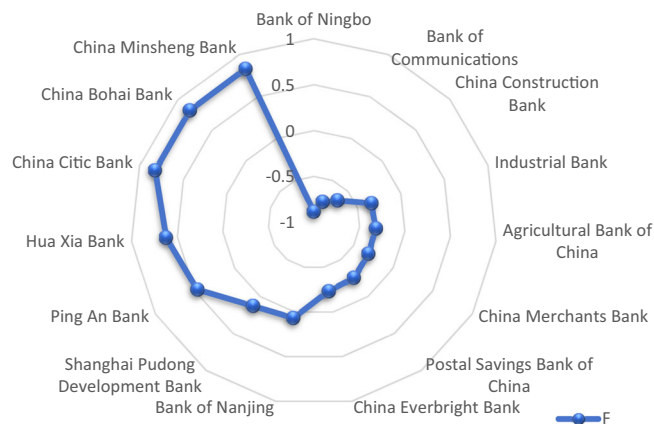 Bank of Ningbo
1
Bank of
Communications
China Construction
Bank
Industrial Bank
Agricultural Bank of
China
China Merchants Bank
Postal Savings Bank of
China
China Everbright Bank
Bank of Nanjing
Shanghai Pudong
Development Bank
Ping An Bank
Hua Xia Bank
China Citic Bank
China Bohai Bank
China Minsheng Bank
0.5
0
-0.5
-1
F